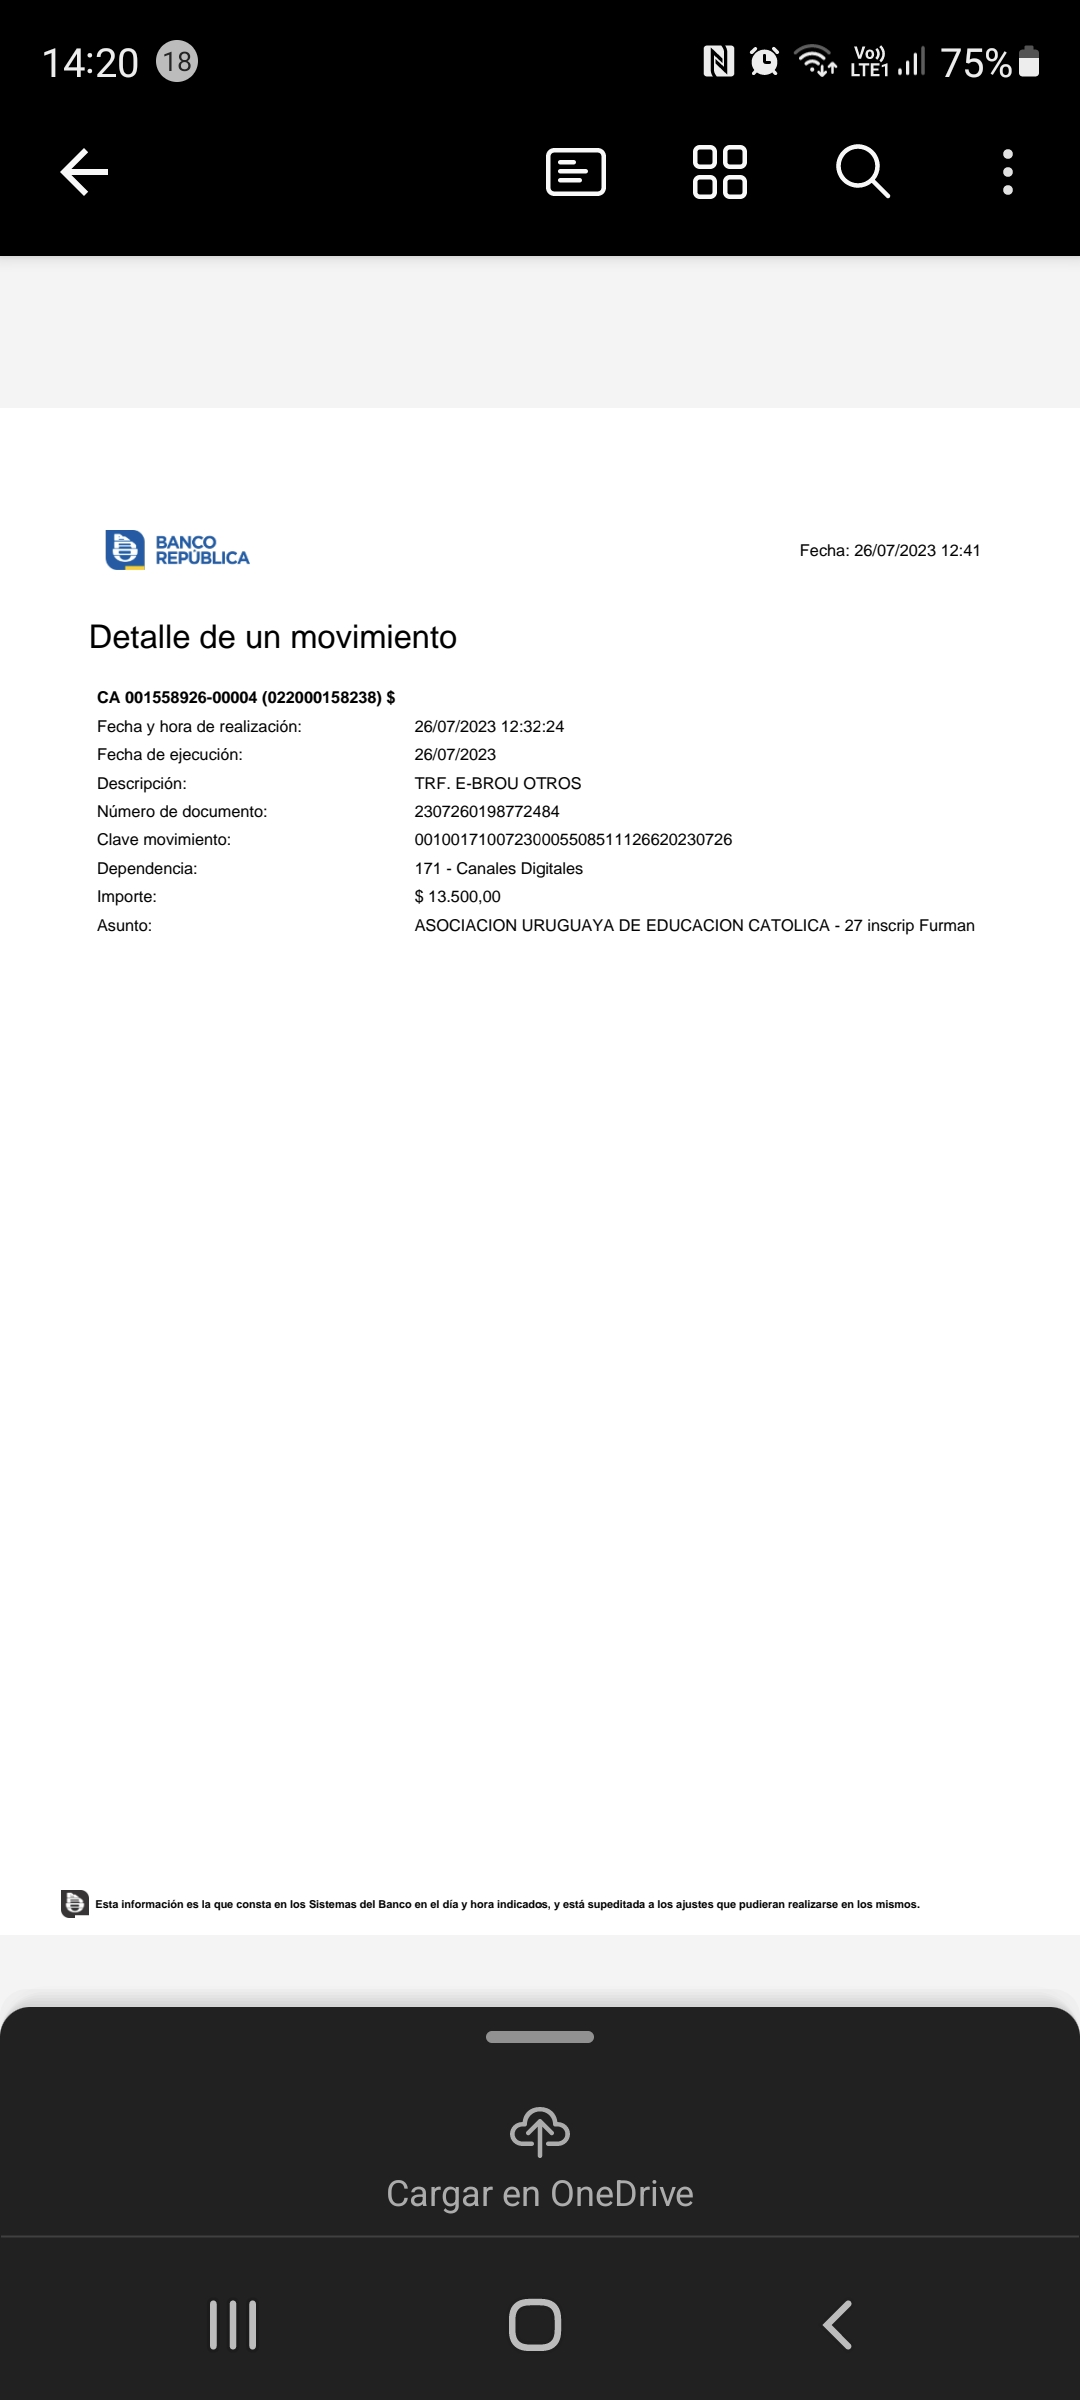 14:20 18 Vo)) LTE1 75%
BANCO
REPÚBLICA
Fecha: 26/07/2023 12:41
Detalle de un movimiento
CA 001558926-00004 (022000158238) $
Fecha y hora de realización: 26/07/2023 12:32:24
Fecha de ejecución: 26/07/2023
Descripción: TRF. E-BROU OTROS
Número de documento: 2307260198772484
Clave movimiento: 00100171007230005508511126620230726
Dependencia: 171 - Canales Digitales
Importe: $ 13.500,00
Asunto: ASOCIACION URUGUAYA DE EDUCACION CATOLICA - 27 inscrip Furman
Esta información es la que consta en los Sistemas del Banco en el día y hora indicados, y está supeditada a los ajustes que pudieran realizarse en los mismos.
Cargar en OneDrive